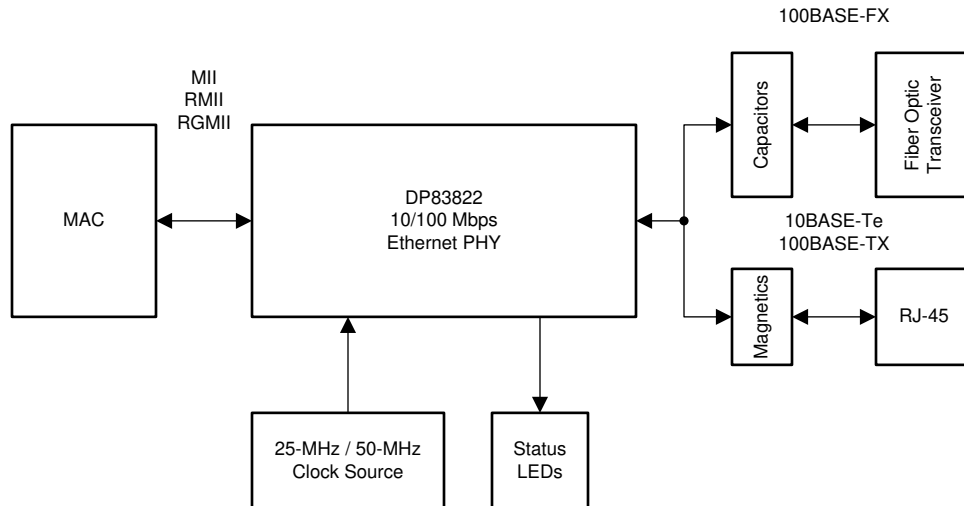 100BASE-FX
MII
RMII
RGMII
MAC
DP83822
10/100 Mbps
Ethernet PHY
Capacitors
Fiber Optic
Transceiver
10BASE-Te
100BASE-TX
Magnetics
RJ-45
25-MHz / 50-MHz
Clock Source
Status
LEDs